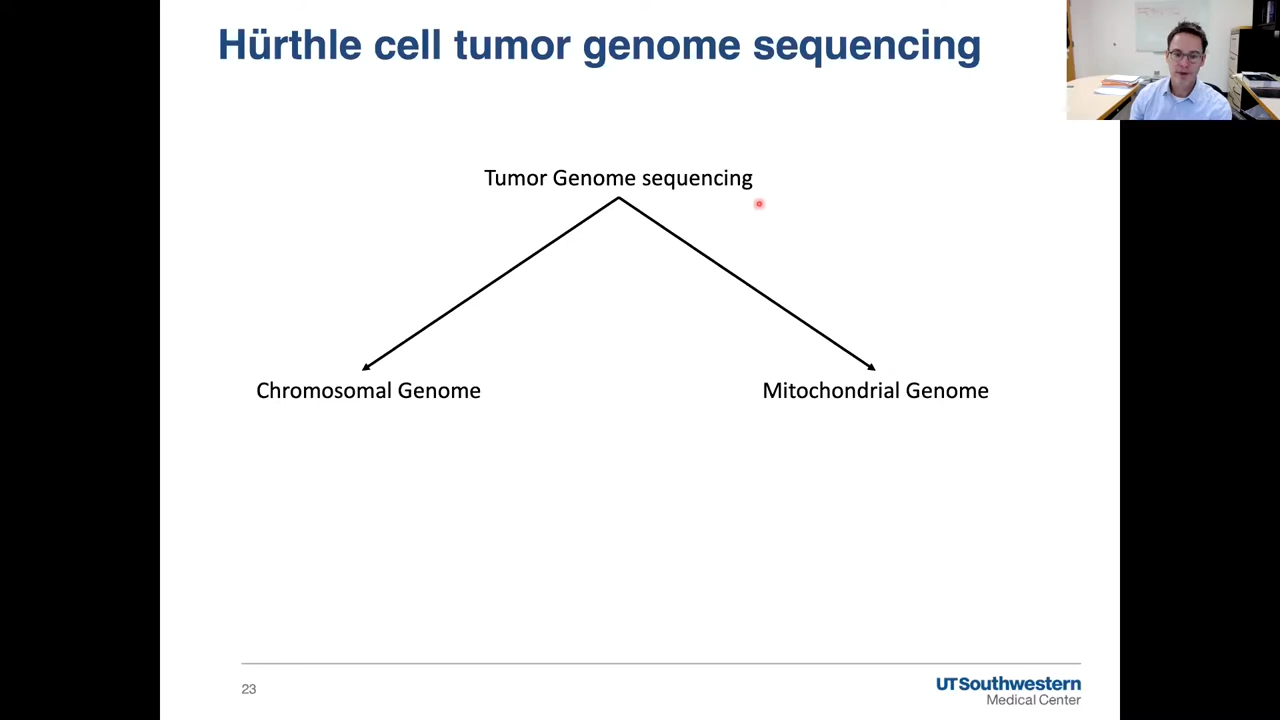 Hürthle cell tumor genome sequencing
Tumor Genome sequencing
Chromosomal Genome
Mitochondrial Genome
23
UTSouthwestern
Medical Center